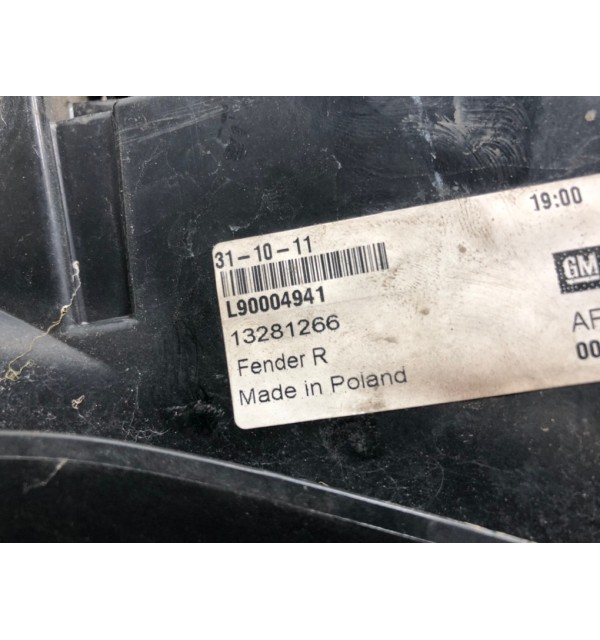 19:00
31-10-11
L90004941
GM
13281266
Fender R
Made in Poland